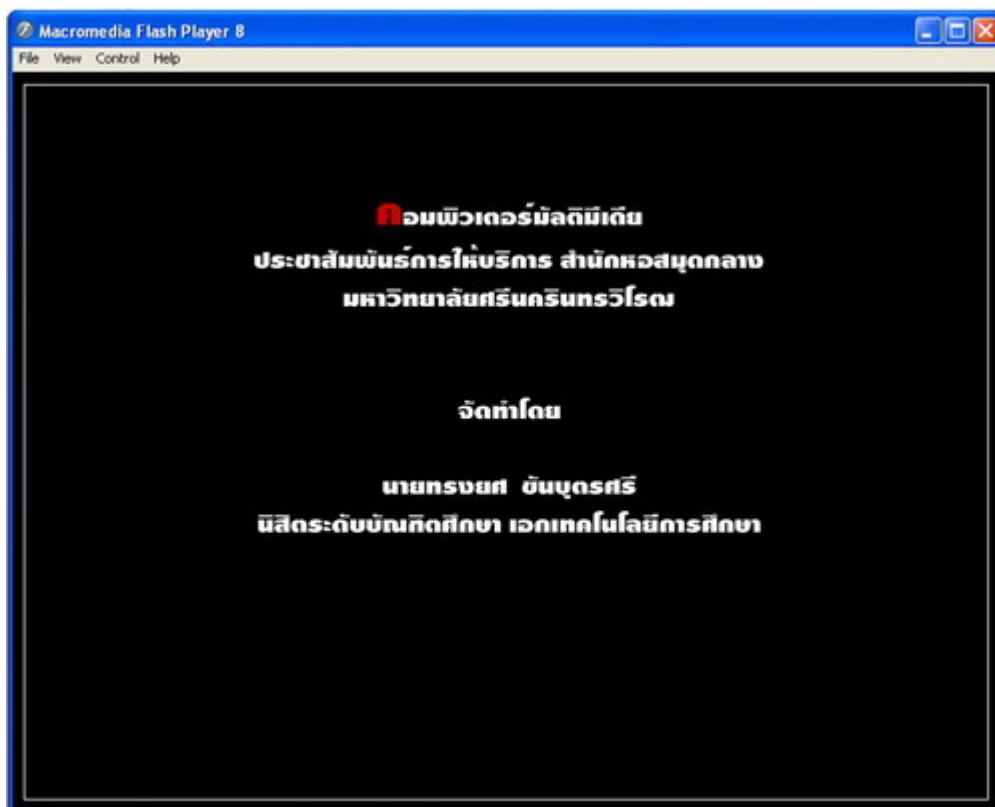 Macromedia Flash Player 8
File View Control Help
คอมพิวเตอร์มัลติมีเดีย
ประชาสัมพันธ์การให้บริการ สำนักหอสมุดกลาง
มหาวิทยาลัยศรีนครินทรวิโรฒ
จัดทำโดย
นายทรงยศ ขันบุตรศรี
นิสิตระดับบัณฑิตศึกษา เอกเทคโนโลยีการศึกษา